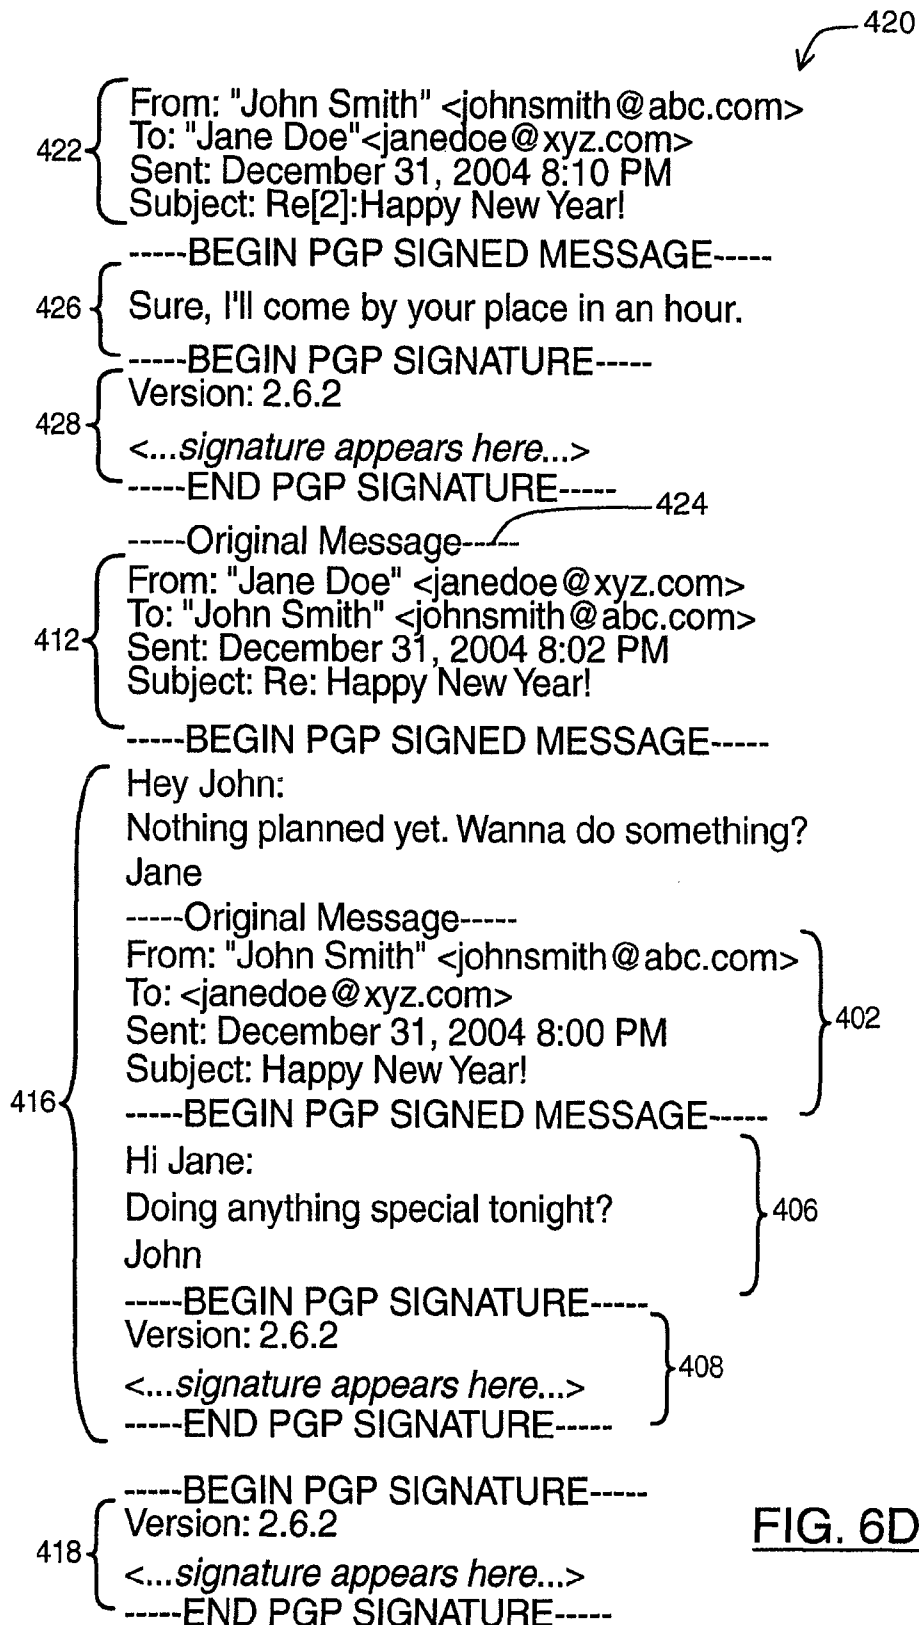 420
From: "John Smith" <johnsmith@abc.com>
To: "Jane Doe"<janedoe@xyz.com>
422
Sent: December 31, 2004 8:10 PM
Subject: Re[2]:Happy New Year!
-----BEGIN PGP SIGNED MESSAGE-----
426 Sure, I'll come by your place in an hour.
-----BEGIN PGP SIGNATURE-----
Version: 2.6.2
428
<...signature appears here...>
-----END PGP SIGNATURE-----
424
-----Original Message-----
From: "Jane Doe" <janedoe@xyz.com>
To: "John Smith" <johnsmith@abc.com>
412 Sent: December 31, 2004 8:02 PM
Subject: Re: Happy New Year!
-----BEGIN PGP SIGNED MESSAGE-----
Hey John:
Nothing planned yet. Wanna do something?
Jane
-----Original Message-----
From: "John Smith" <johnsmith@abc.com>
To: <janedoe@xyz.com>
Sent: December 31, 2004 8:00 PM 402
Subject: Happy New Year!
416 -----BEGIN PGP SIGNED MESSAGE-----
Hi Jane:
Doing anything special tonight? 406
John
-----BEGIN PGP SIGNATURE-----
Version: 2.6.2
408
<...signature appears here...>
-----END PGP SIGNATURE-----
-----BEGIN PGP SIGNATURE-----
Version: 2.6.2
418
<...signature appears here...>
-----END PGP SIGNATURE-----
FIG. 6D